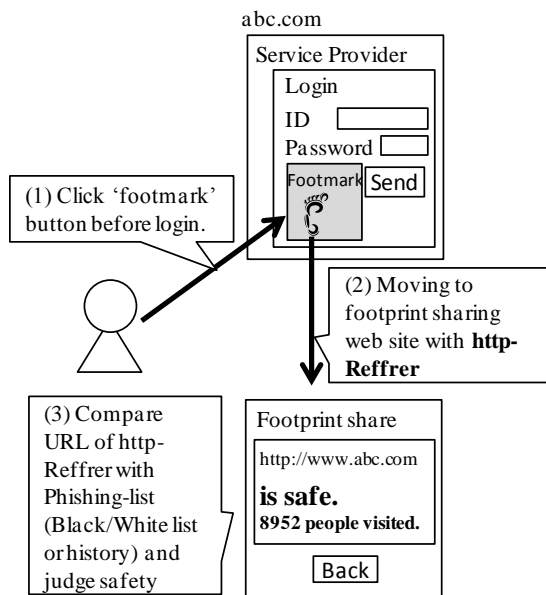 abc.com
Service Provider
Login
ID
Password
Footmark
Send
(1) Click ‘footmark’
button before login.
(2) Moving to
footprint sharing
web site with http-
Reffrer
(3) Compare
URL of http-
Reffrer with
Phishing-list
(Black/White list
or history) and
judge safety
Footprint share
http://www.abc.com
is safe.
8952 people visited.
Back